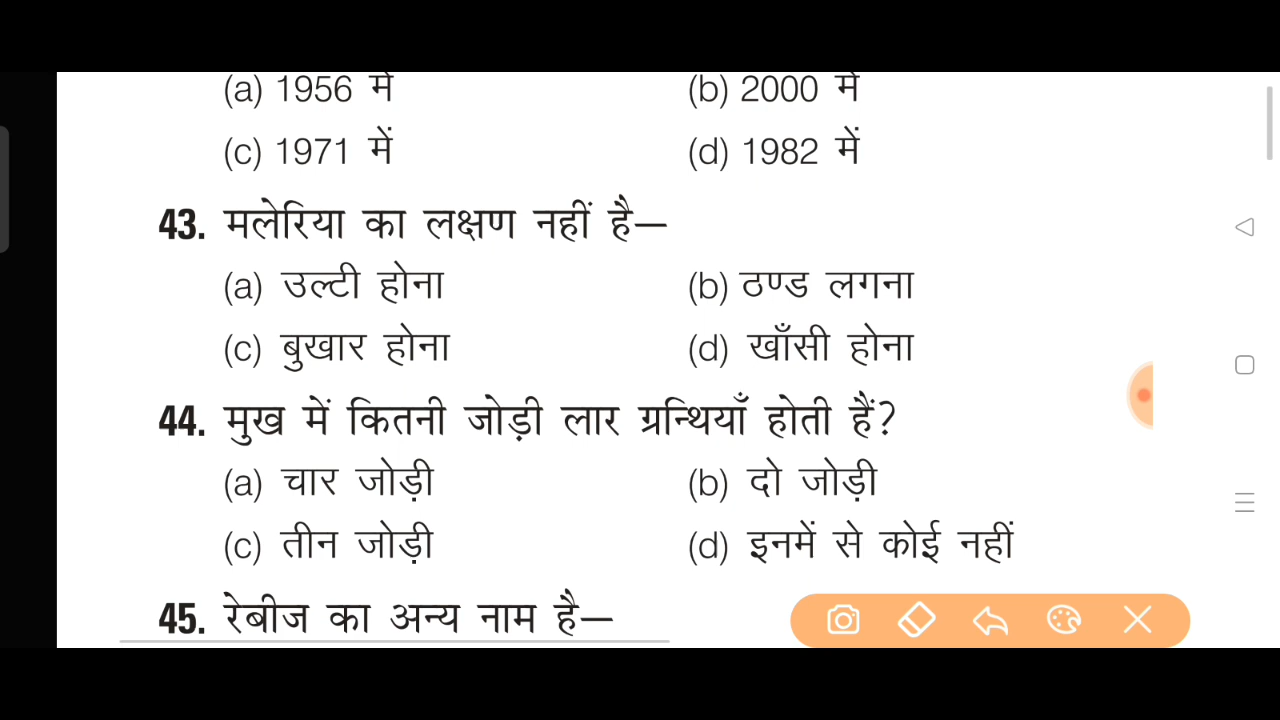 (a) 1956 में (b) 2000 में
(c) 1971 में (d) 1982 में
43. मलेरिया का लक्षण नहीं है—
(a) उल्टी होना (b) ठण्ड लगना
(c) बुखार होना (d) खाँसी होना
44. मुख में कितनी जोड़ी लार ग्रन्थियाँ होती हैं?
(a) चार जोड़ी (b) दो जोड़ी
(c) तीन जोड़ी (d) इनमें से कोई नहीं
45. रेबीज का अन्य नाम है—